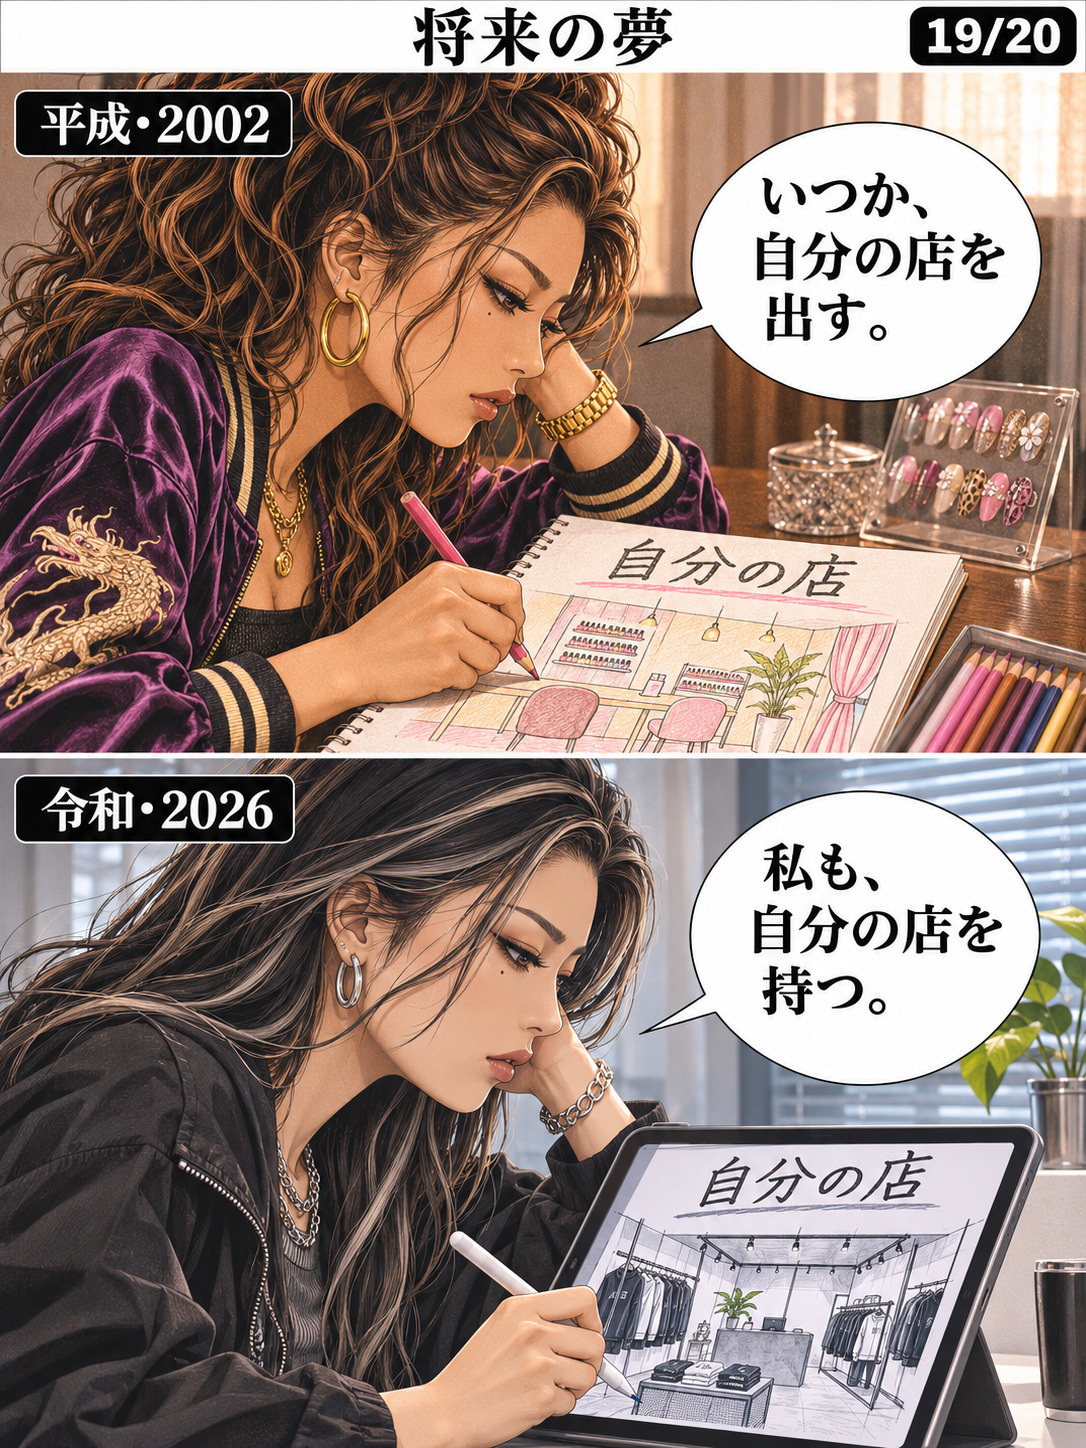 将来の夢
19/20
平成・2002
いつか、
自分の店を
出す。
自分の店
令和・2026
私も、
自分の店を
持つ。
自分の店